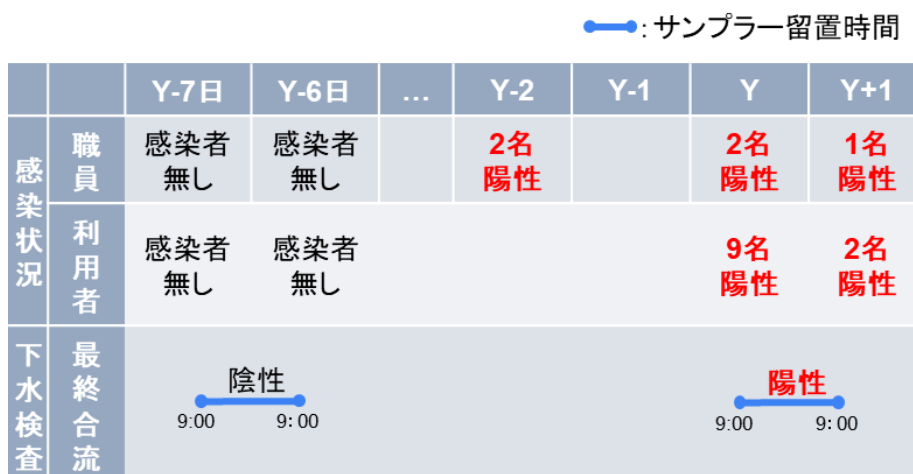 ：サンプラー留置時間
Y-7日 Y-6日 … Y-2 Y-1 Y Y+1
感染状況
職員
感染者
無し
感染者
無し
2名
陽性
2名
陽性
1名
陽性
利用者
感染者
無し
感染者
無し
9名
陽性
2名
陽性
下水検査
最終合流
陰性
9:00 9:00
陽性
9:00 9:00